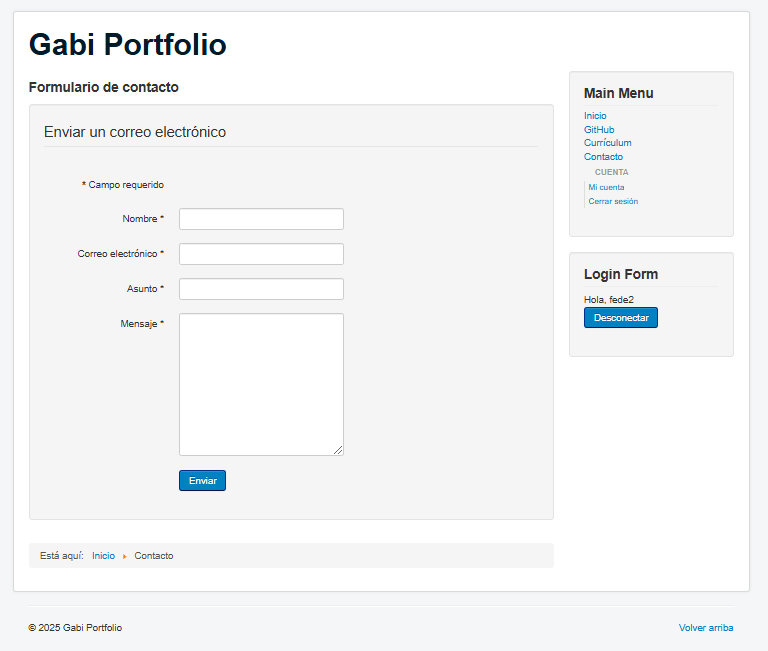 Gabi Portfolio
Formulario de contacto
Enviar un correo electrónico
* Campo requerido
Nombre *
Correo electrónico *
Asunto *
Mensaje *
Enviar
Está aquí: Inicio Contacto
Main Menu
Inicio
GitHub
Currículum
Contacto
CUENTA
Mi cuenta
Cerrar sesión
Login Form
Hola, fede2
Desconectar
© 2025 Gabi Portfolio
Volver arriba